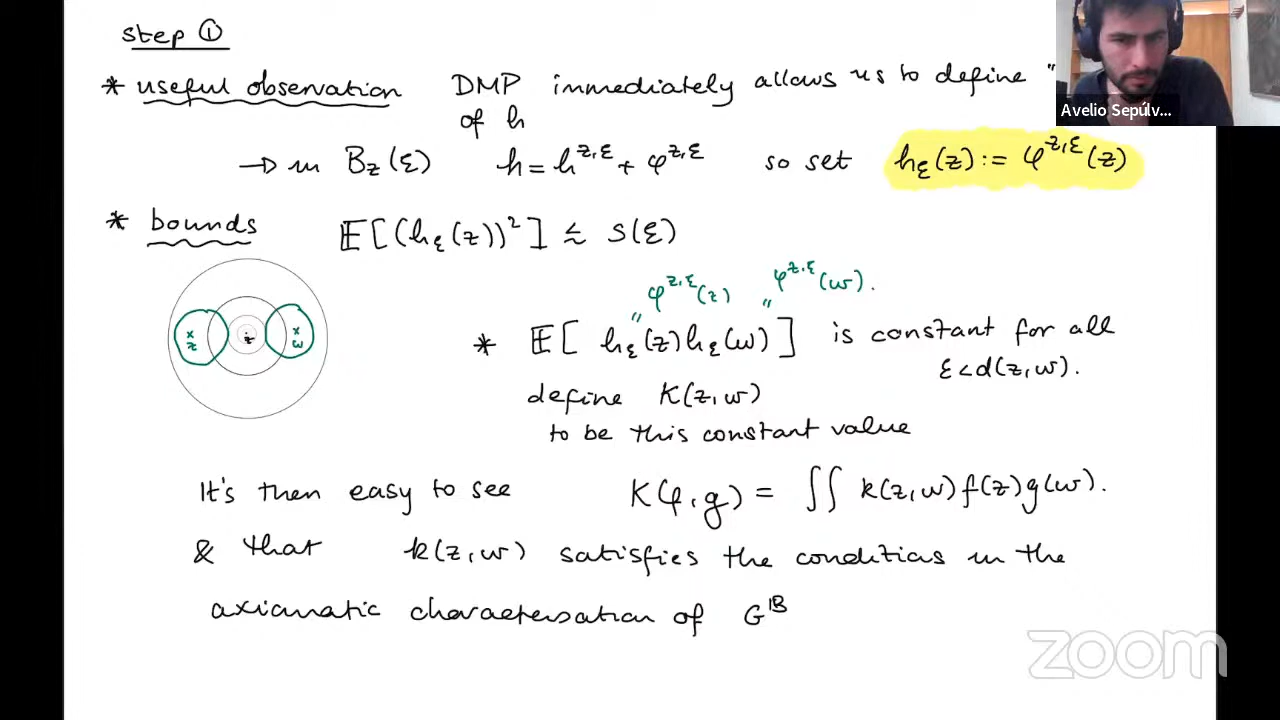 step ①
* useful observation DMP immediately allows us to define "
of h
→ in B_z(ε) h = h^{z,ε} + φ^{z,ε} so set h_ε(z) := φ^{z,ε}(z)
* bounds E[(h_ε(z))²] ≲ s(ε)
φ^{z,ε}(z) φ^{z,ε}(w).
" "
* E[ h_ε(z) h_ε(w) ] is constant for all
ε < d(z,w).
define K(z,w)
to be this constant value
x z
x w
z
It's then easy to see K(φ,g) = ∬ k(z,w) f(z) g(w).
& that k(z,w) satisfies the conditions in the
axiomatic characterisation of G^B
Avelio Sepúlv...
zoom